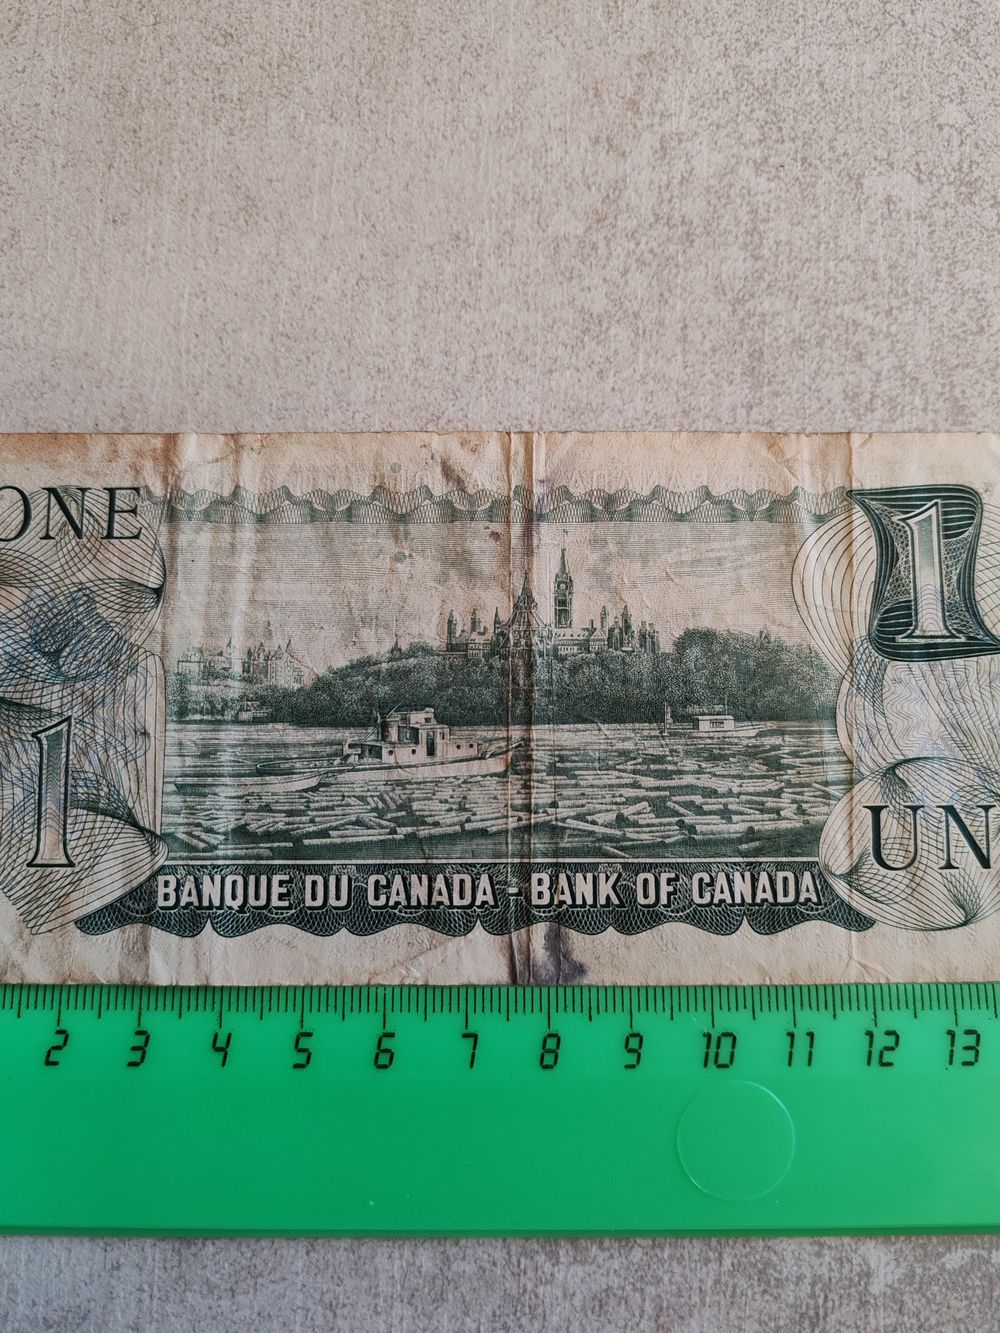 ONE
1
1
UN
BANQUE DU CANADA - BANK OF CANADA
2 3 4 5 6 7 8 9 10 11 12 13